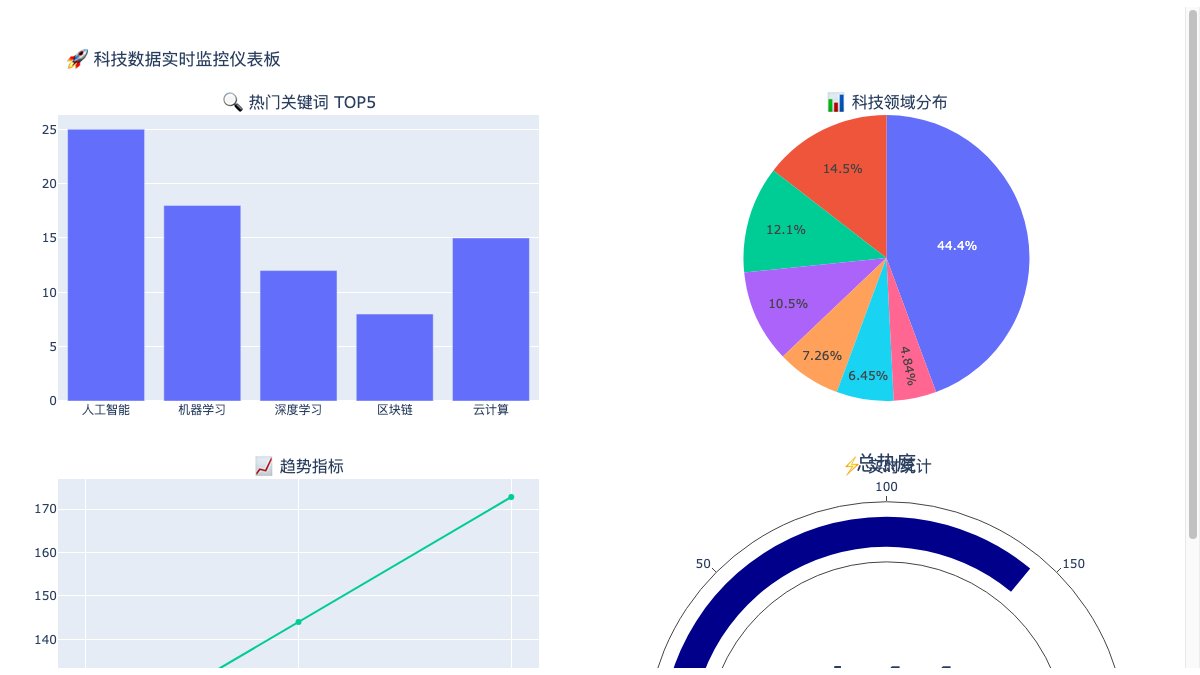 🚀 科技数据实时监控仪表板
🔍 热门关键词 TOP5
25
20
15
10
5
0
人工智能 机器学习 深度学习 区块链 云计算
📊 科技领域分布
14.5%
44.4%
12.1%
10.5%
7.26%
6.45%
4.84%
📈 趋势指标
170
160
150
140
⚡ 实时统计
总热度
100
50
150